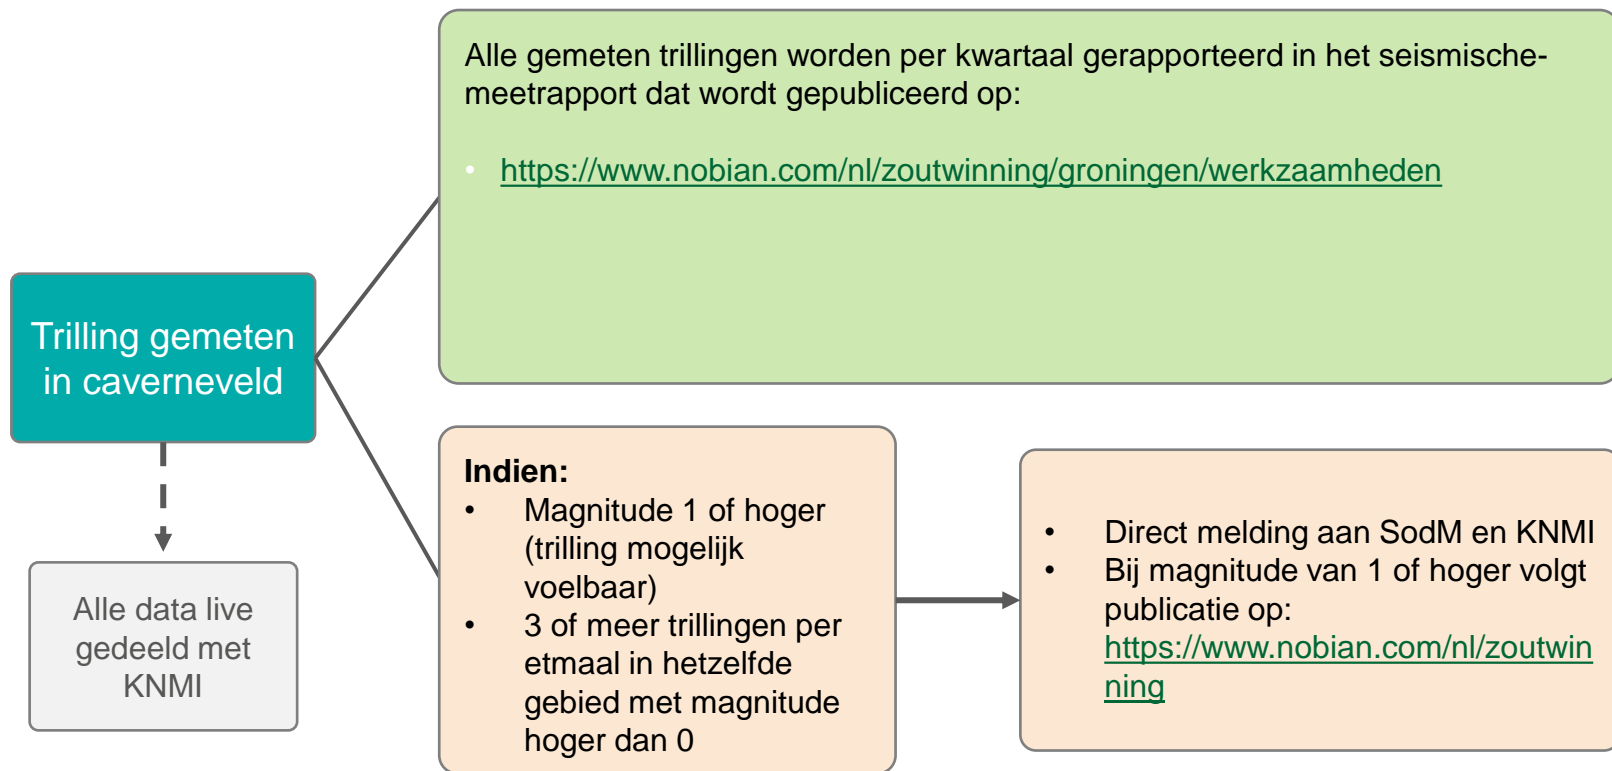 Alle gemeten trillingen worden per kwartaal gerapporteerd in het seismische-
meetrapport dat wordt gepubliceerd op:
• https://www.nobian.com/nl/zoutwinning/groningen/werkzaamheden
Trilling gemeten
in caverneveld
Alle data live
gedeeld met
KNMI
Indien:
• Magnitude 1 of hoger
(trilling mogelijk
voelbaar)
• 3 of meer trillingen per
etmaal in hetzelfde
gebied met magnitude
hoger dan 0
• Direct melding aan SodM en KNMI
• Bij magnitude van 1 of hoger volgt
publicatie op:
https://www.nobian.com/nl/zoutwin
ning